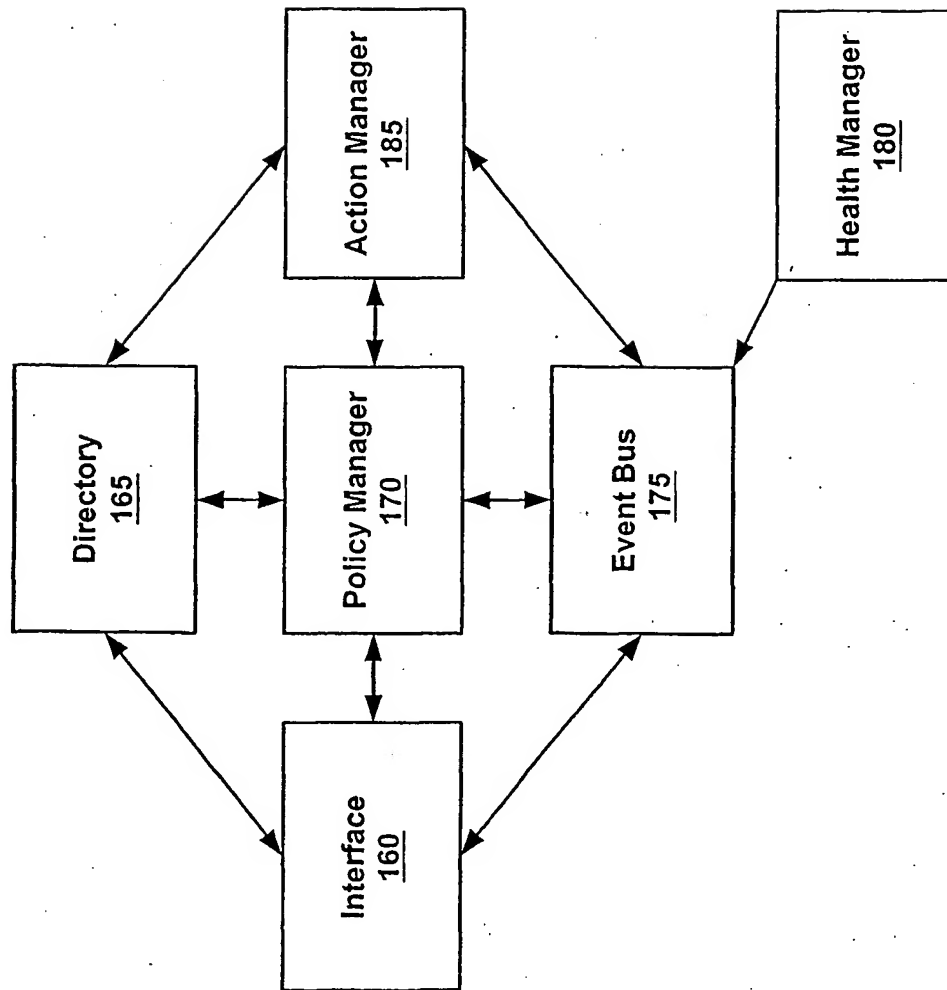 Directory
165
Interface
160
Policy Manager
170
Action Manager
185
Event Bus
175
Health Manager
180